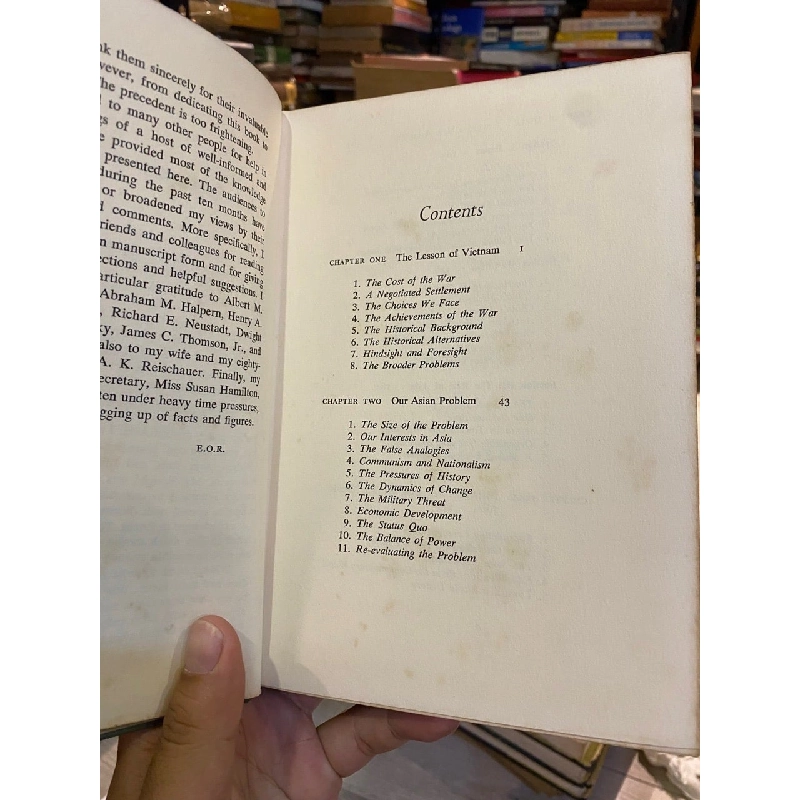 k them sincerely for their invaluable
vever, from dedicating this book to
he precedent is too frightening.
to many other people for help in
gs of a host of well-informed and
e provided most of the knowledge
presented here. The audiences to
during the past ten months have
or broadened my views by their
d comments. More specifically, I
riends and colleagues for reading
n manuscript form and for giving
ections and helpful suggestions. I
articular gratitude to Albert M.
Abraham M. Halpern, Henry A.
, Richard E. Neustadt, Dwight
ky, James C. Thomson, Jr., and
also to my wife and my eighty-
A. K. Reischauer. Finally, my
ecretary, Miss Susan Hamilton,
ten under heavy time pressures,
gging up of facts and figures.
E.O.R.
Contents
CHAPTER ONE The Lesson of Vietnam 1
1. The Cost of the War
2. A Negotiated Settlement
3. The Choices We Face
4. The Achievements of the War
5. The Historical Background
6. The Historical Alternatives
7. Hindsight and Foresight
8. The Broader Problems
CHAPTER TWO Our Asian Problem 43
1. The Size of the Problem
2. Our Interests in Asia
3. The False Analogies
4. Communism and Nationalism
5. The Pressures of History
6. The Dynamics of Change
7. The Military Threat
8. Economic Development
9. The Status Quo
10. The Balance of Power
11. Re-evaluating the Problem